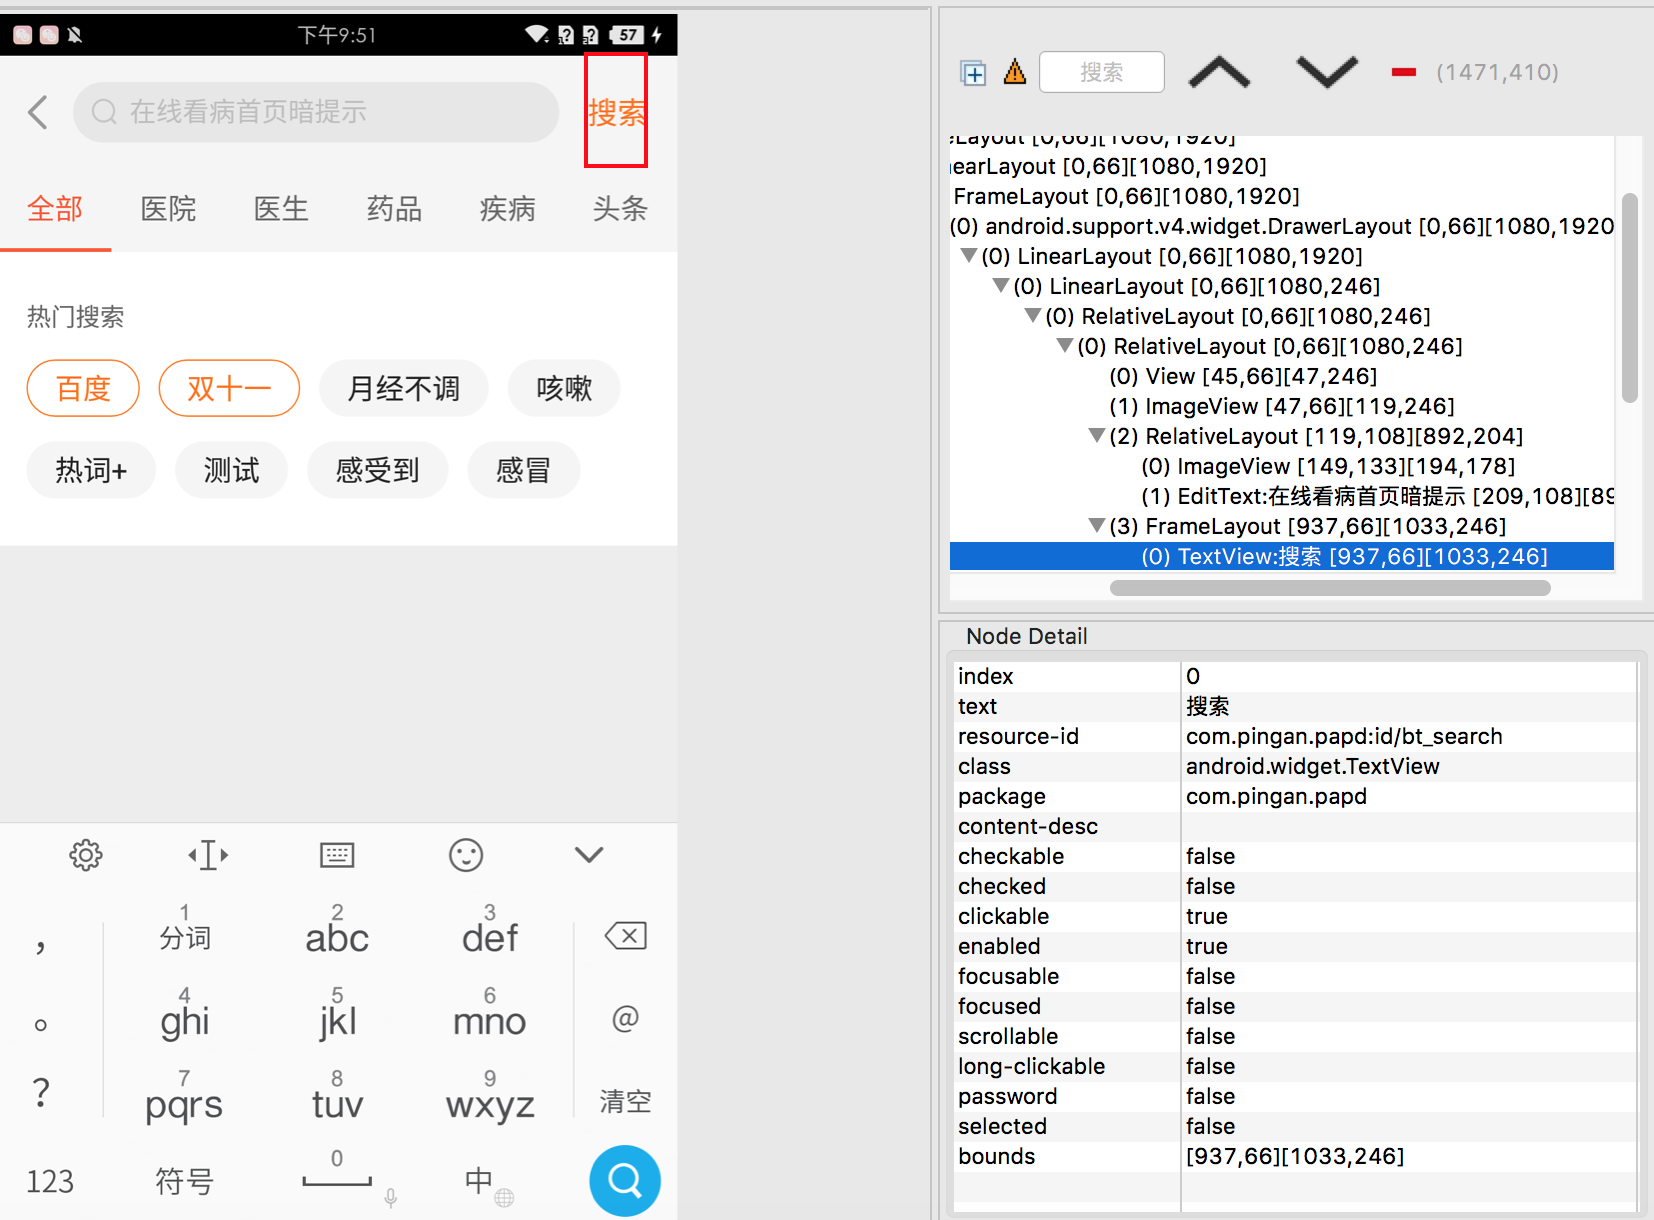 下午9:51
57
在线看病首页暗提示
搜索
全部 医院 医生 药品 疾病 头条
热门搜索
百度 双十一 月经不调 咳嗽
热词+ 测试 感受到 感冒
1 2 3
, 分词 abc def
4 5 6
。 ghi jkl mno @
7 8 9
? pqrs tuv wxyz 清空
0
123 符号 中
搜索 (1471,410)
eLayout [0,66][1080,1920]
nearLayout [0,66][1080,1920]
FrameLayout [0,66][1080,1920]
(0) android.support.v4.widget.DrawerLayout [0,66][1080,1920
(0) LinearLayout [0,66][1080,1920]
(0) LinearLayout [0,66][1080,246]
(0) RelativeLayout [0,66][1080,246]
(0) RelativeLayout [0,66][1080,246]
(0) View [45,66][47,246]
(1) ImageView [47,66][119,246]
(2) RelativeLayout [119,108][892,204]
(0) ImageView [149,133][194,178]
(1) EditText:在线看病首页暗提示 [209,108][89
(3) FrameLayout [937,66][1033,246]
(0) TextView:搜索 [937,66][1033,246]
Node Detail
index 0
text 搜索
resource-id com.pingan.papd:id/bt_search
class android.widget.TextView
package com.pingan.papd
content-desc
checkable false
checked false
clickable true
enabled true
focusable false
focused false
scrollable false
long-clickable false
password false
selected false
bounds [937,66][1033,246]